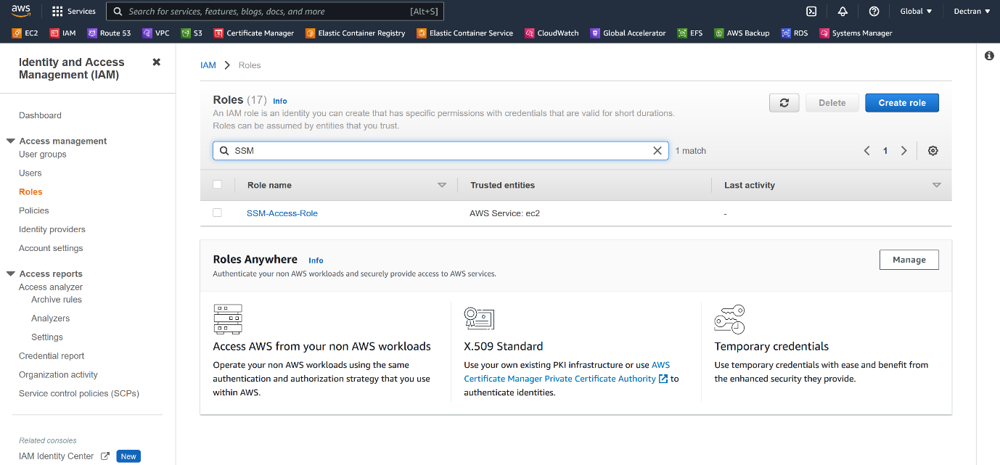 aws
Services
Search for services, features, blogs, docs, and more [Alt+S]
Global
Dectran
EC2 IAM Route 53 VPC S3 Certificate Manager Elastic Container Registry Elastic Container Service CloudWatch Global Accelerator EFS AWS Backup RDS Systems Manager
Identity and Access
Management (IAM)
Dashboard
Access management
User groups
Users
Roles
Policies
Identity providers
Account settings
Access reports
Access analyzer
Archive rules
Analyzers
Settings
Credential report
Organization activity
Service control policies (SCPs)
Related consoles
IAM Identity Center New
IAM > Roles
Roles (17) Info
An IAM role is an identity you can create that has specific permissions with credentials that are valid for short durations.
Roles can be assumed by entities that you trust.
Delete
Create role
SSM
1 match
1
Role name Trusted entities Last activity
SSM-Access-Role AWS Service: ec2 -
Roles Anywhere Info
Authenticate your non AWS workloads and securely provide access to AWS services.
Manage
Access AWS from your non AWS workloads
Operate your non AWS workloads using the same
authentication and authorization strategy that you use
within AWS.
X.509 Standard
Use your own existing PKI infrastructure or use AWS
Certificate Manager Private Certificate Authority to
authenticate identities.
Temporary credentials
Use temporary credentials with ease and benefit from
the enhanced security they provide.